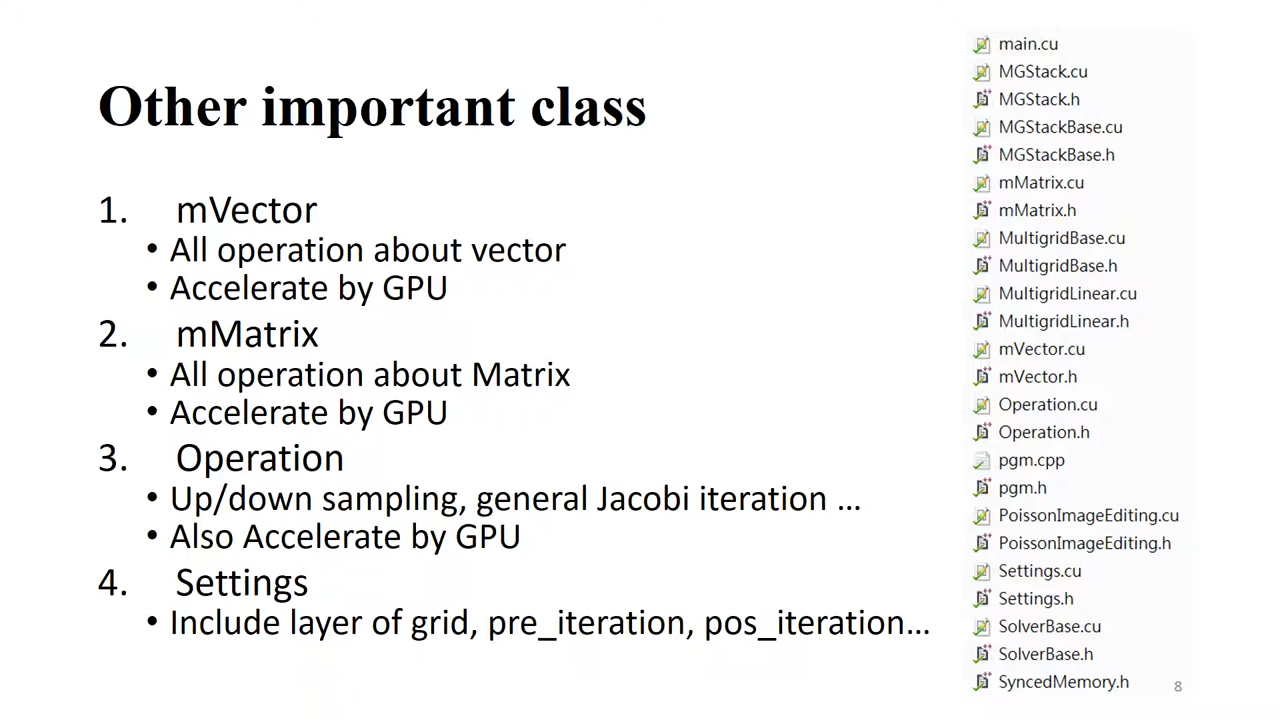 Other important class
1. mVector
• All operation about vector
• Accelerate by GPU
2. mMatrix
• All operation about Matrix
• Accelerate by GPU
3. Operation
• Up/down sampling, general Jacobi iteration …
• Also Accelerate by GPU
4. Settings
• Include layer of grid, pre_iteration, pos_iteration…
main.cu
MGStack.cu
MGStack.h
MGStackBase.cu
MGStackBase.h
mMatrix.cu
mMatrix.h
MultigridBase.cu
MultigridBase.h
MultigridLinear.cu
MultigridLinear.h
mVector.cu
mVector.h
Operation.cu
Operation.h
pgm.cpp
pgm.h
PoissonImageEditing.cu
PoissonImageEditing.h
Settings.cu
Settings.h
SolverBase.cu
SolverBase.h
SyncedMemory.h
8